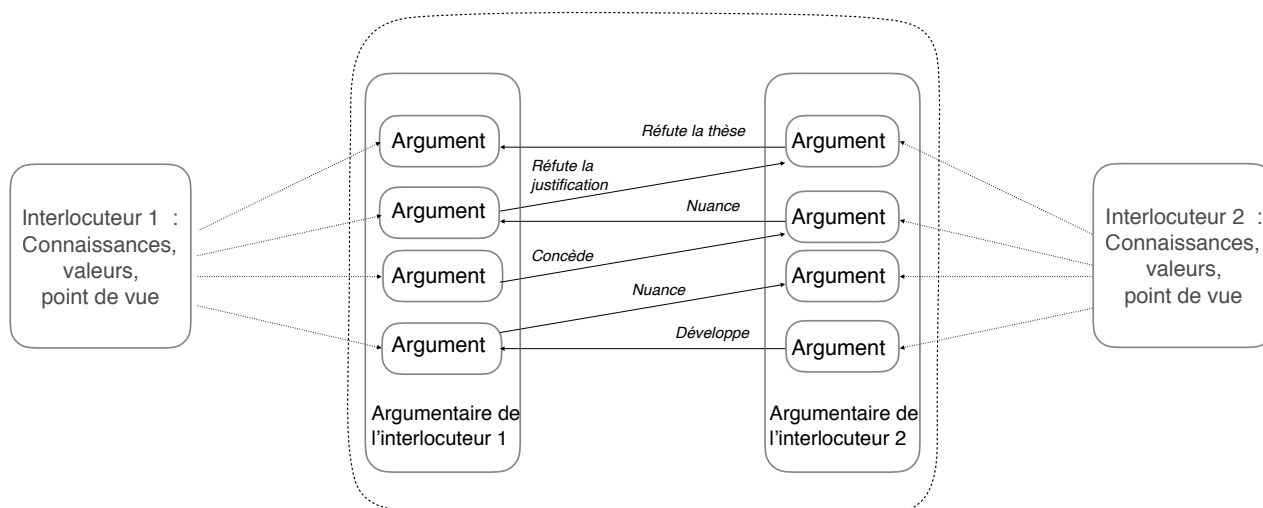 Interlocuteur 1 :
Connaissances,
valeurs,
point de vue
Argument
Argument
Argument
Argument
Argumentaire de
l'interlocuteur 1
Réfute la thèse
Réfute la
justification
Nuance
Concède
Nuance
Développe
Argument
Argument
Argument
Argument
Argumentaire de
l'interlocuteur 2
Interlocuteur 2 :
Connaissances,
valeurs,
point de vue